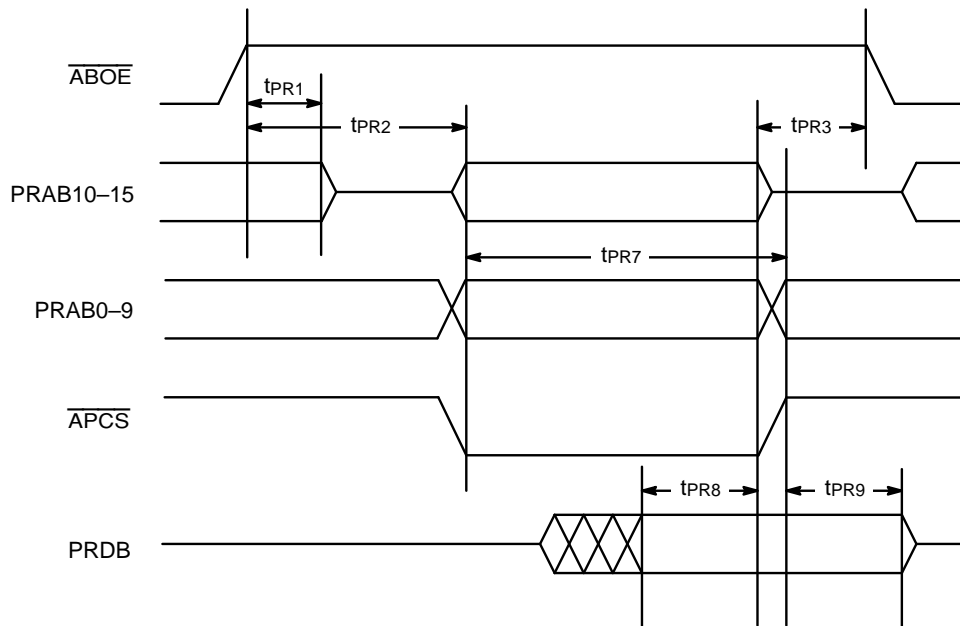 ABOE
tPR1
tPR2
tPR3
PRAB10–15
tPR7
PRAB0–9
APCS
tPR8
tPR9
PRDB